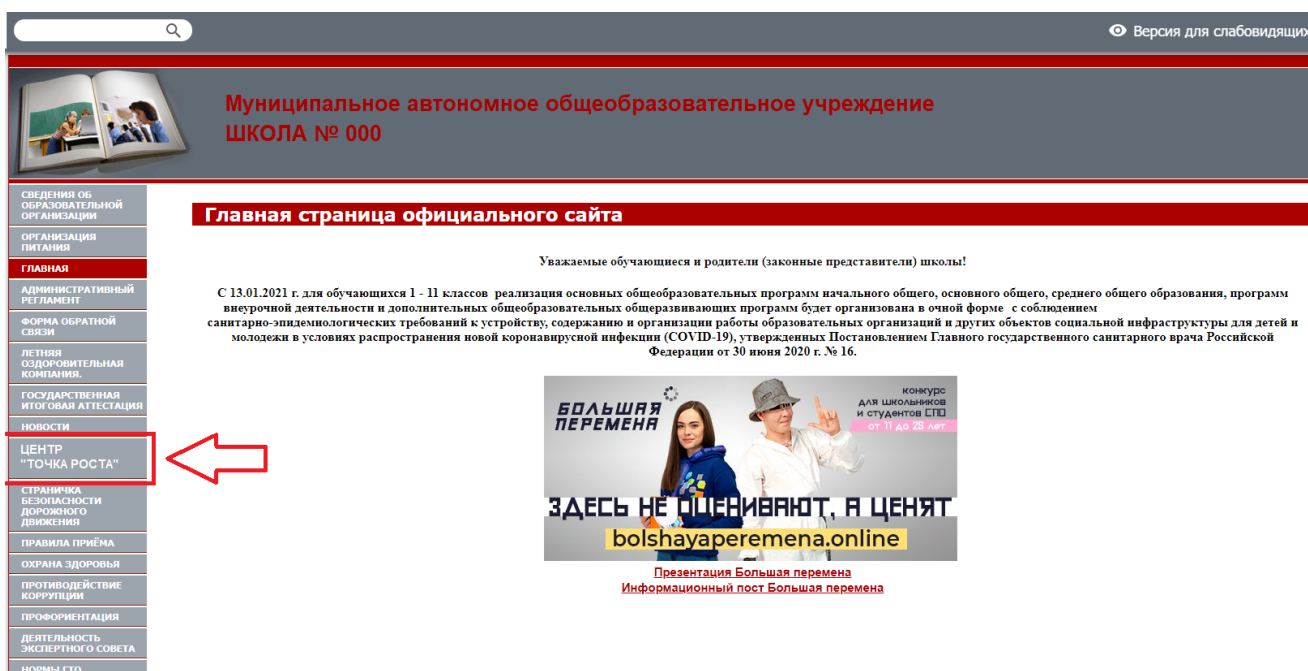 Версия для слабовидящих
Муниципальное автономное общеобразовательное учреждение
ШКОЛА № 000
СВЕДЕНИЯ ОБ
ОБРАЗОВАТЕЛЬНОЙ
ОРГАНИЗАЦИИ
ОРГАНИЗАЦИЯ
ПИТАНИЯ
ГЛАВНАЯ
АДМИНИСТРАТИВНЫЙ
РЕГЛАМЕНТ
ФОРМА ОБРАТНОЙ
СВЯЗИ
ЛЕТНЯЯ
ОЗДОРОВИТЕЛЬНАЯ
КОМПАНИЯ.
ГОСУДАРСТВЕННАЯ
ИТОГОВАЯ АТТЕСТАЦИЯ
НОВОСТИ
ЦЕНТР
"ТОЧКА РОСТА"
СТРАНИЧКА
БЕЗОПАСНОСТИ
ДОРОЖНОГО
ДВИЖЕНИЯ
ПРАВИЛА ПРИЁМА
ОХРАНА ЗДОРОВЬЯ
ПРОТИВОДЕЙСТВИЕ
КОРРУПЦИИ
ПРОФОРИЕНТАЦИЯ
ДЕЯТЕЛЬНОСТЬ
ЭКСПЕРТНОГО СОВЕТА
НОРМЫ ГТО
Главная страница официального сайта
Уважаемые обучающиеся и родители (законные представители) школы!
С 13.01.2021 г. для обучающихся 1 - 11 классов реализация основных общеобразовательных программ начального общего, основного общего, среднего общего образования, программ
внеурочной деятельности и дополнительных общеобразовательных общеразвивающих программ будет организована в очной форме с соблюдением
санитарно-эпидемиологических требований к устройству, содержанию и организации работы образовательных организаций и других объектов социальной инфраструктуры для детей и
молодежи в условиях распространения новой коронавирусной инфекции (COVID-19), утвержденных Постановлением Главного государственного санитарного врача Российской
Федерации от 30 июня 2020 г. № 16.
БОЛЬШАЯ
ПЕРЕМЕНА
конкурс
для школьников
и студентов СПО
от 11 до 25 лет
ЗДЕСЬ НЕ ОЦЕНИВАЮТ, А ЦЕНЯТ
bolshayaperemena.online
Презентация Большая перемена
Информационный пост Большая перемена